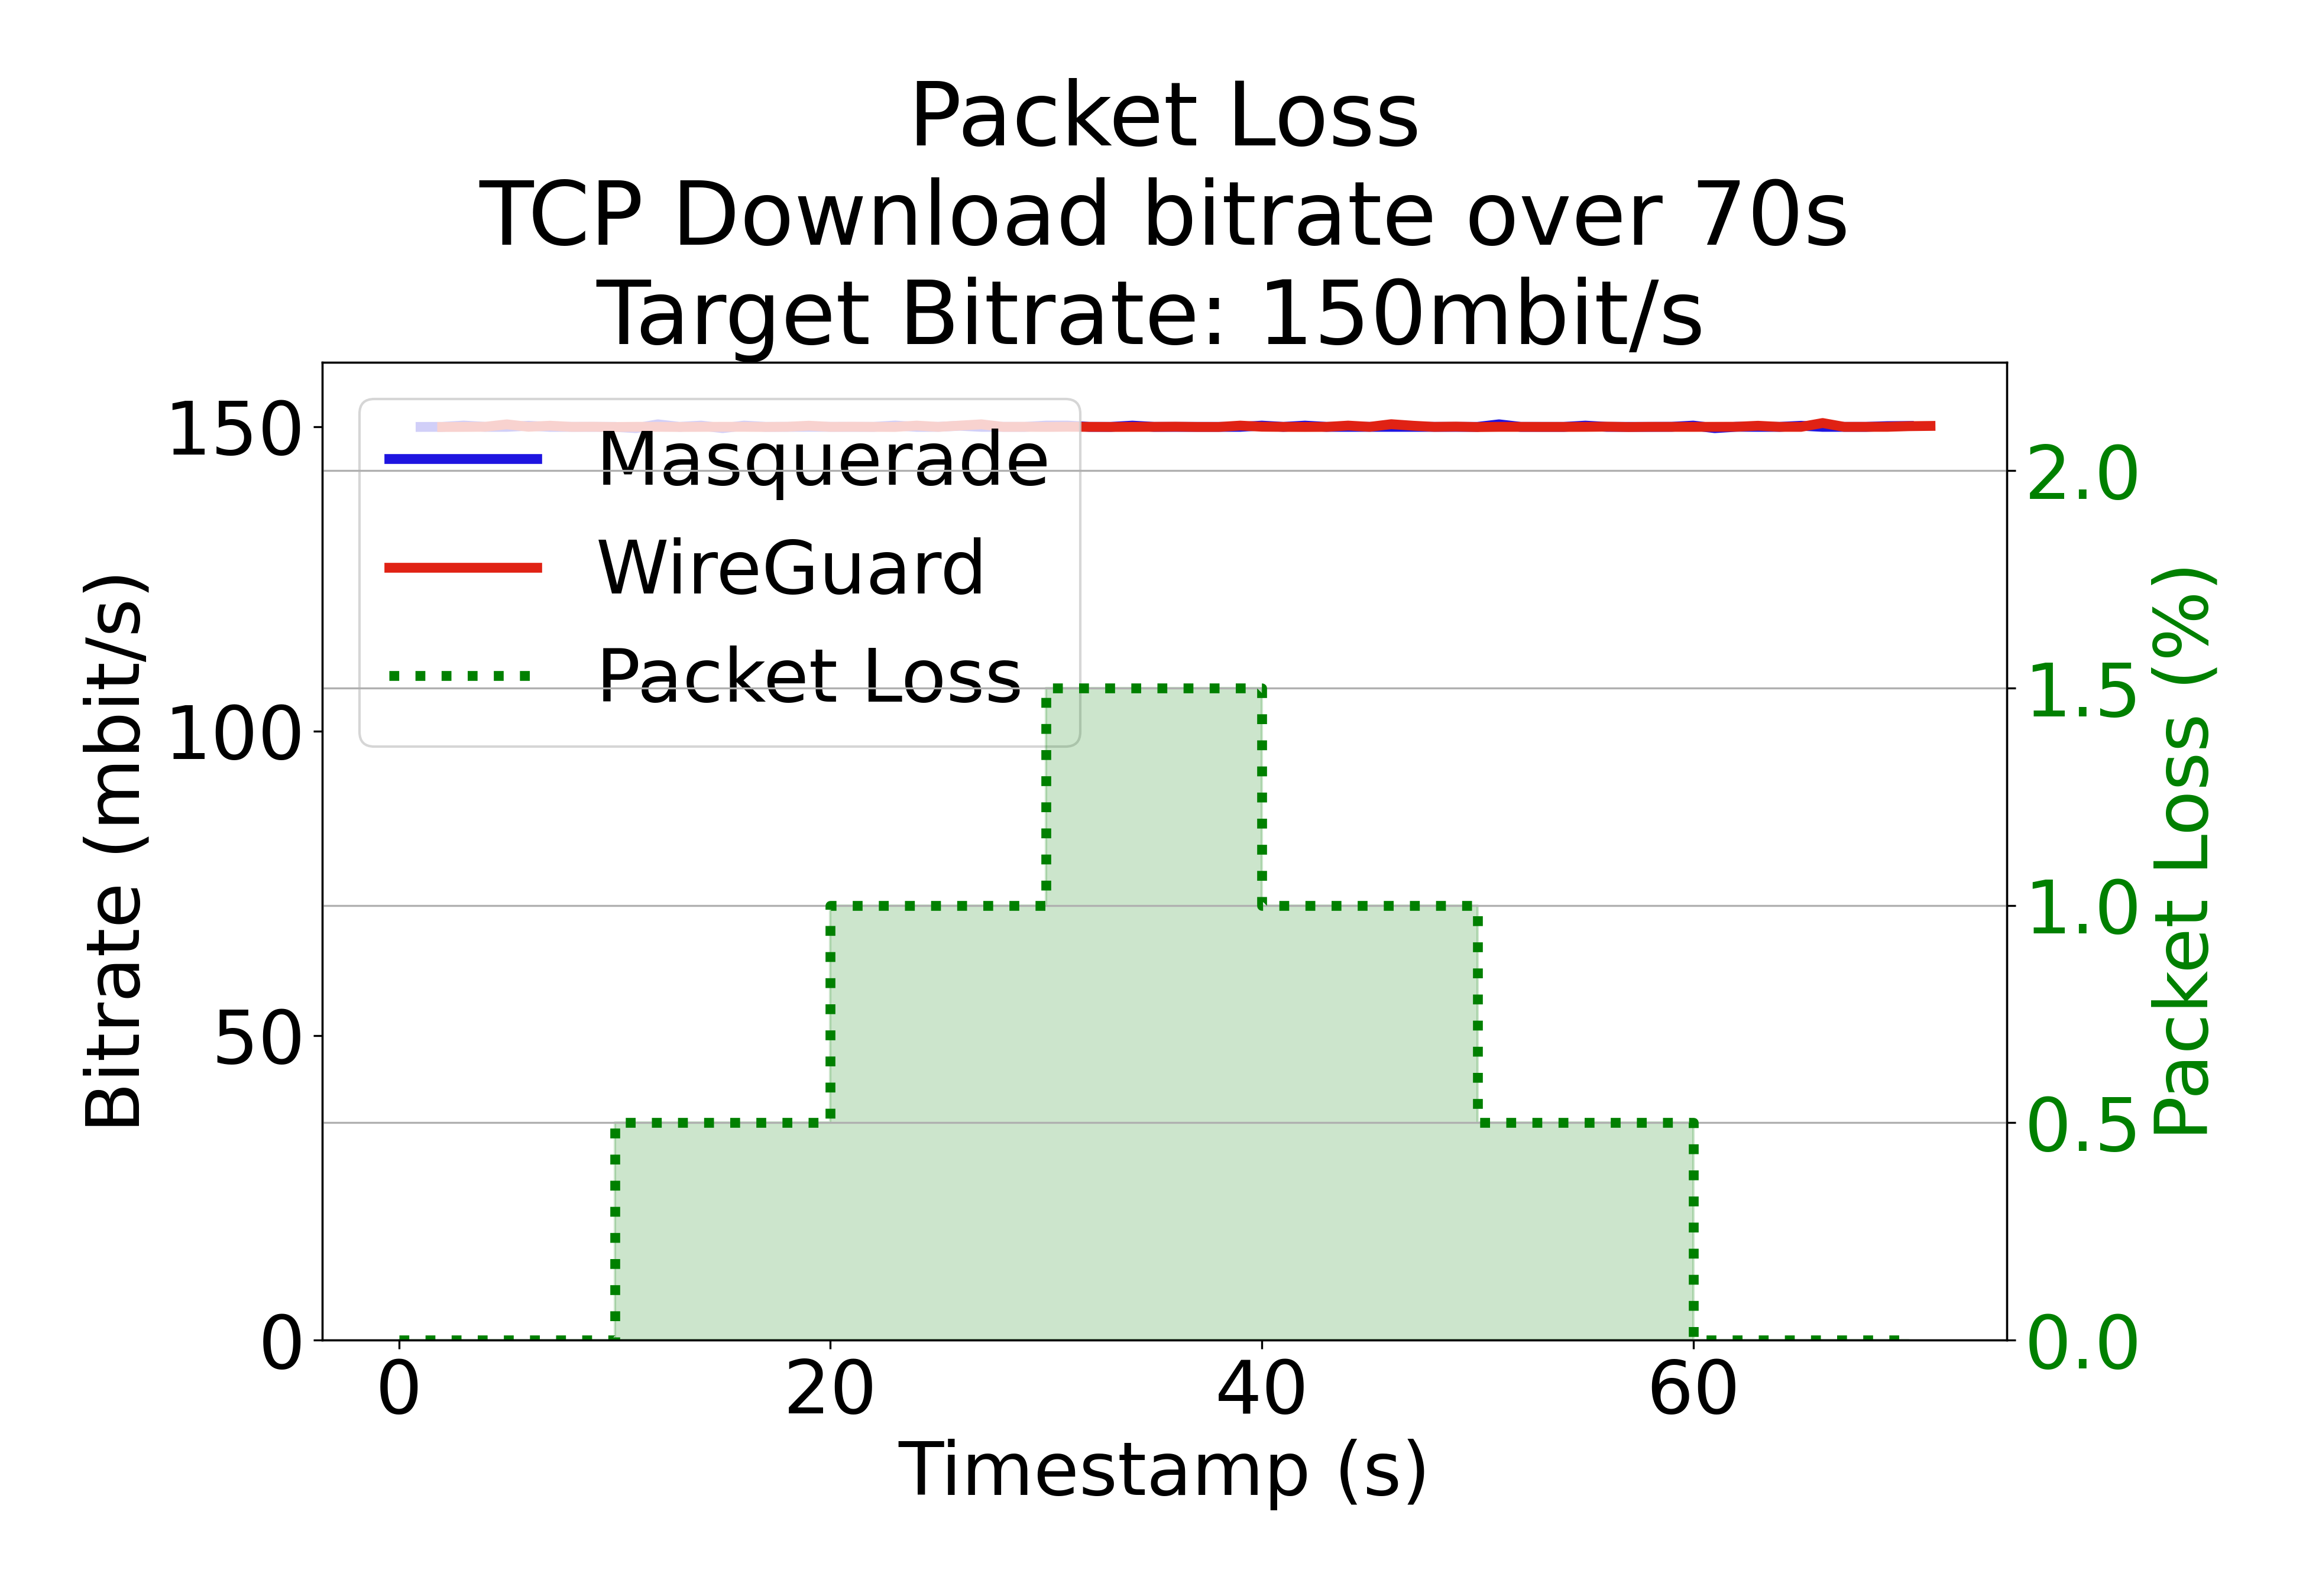 Packet Loss
TCP Download bitrate over 70s
Target Bitrate: 150mbit/s
Bitrate (mbit/s)
150
100
50
0
Masquerade
WireGuard
Packet Loss
2.0
1.5
1.0
0.5
0.0
Packet Loss (%)
0 20 40 60
Timestamp (s)